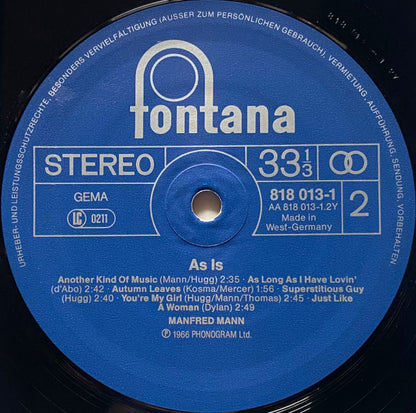 URHEBER- UND LEISTUNGSSCHUTZRECHTE, BESONDERS VERVIELFÄLTIGUNG (AUSSER ZUM PERSÖNLICHEN GEBRAUCH), VERMIETUNG, AUFFÜHRUNG, SENDUNG, VORBEHALTEN.
fontana
STEREO
33 1/3
GEMA
LC 0211
818 013-1
AA 818 013-1.2Y
Made in
West-Germany
2
As Is
Another Kind Of Music (Mann/Hugg) 2:35 · As Long As I Have Lovin'
(d'Abo) 2:42 · Autumn Leaves (Kosma/Mercer) 1:56 · Superstitious Guy
(Hugg) 2:40 · You're My Girl (Hugg/Mann/Thomas) 2:45 · Just Like
A Woman (Dylan) 2:49
MANFRED MANN
Ⓟ 1966 PHONOGRAM Ltd.